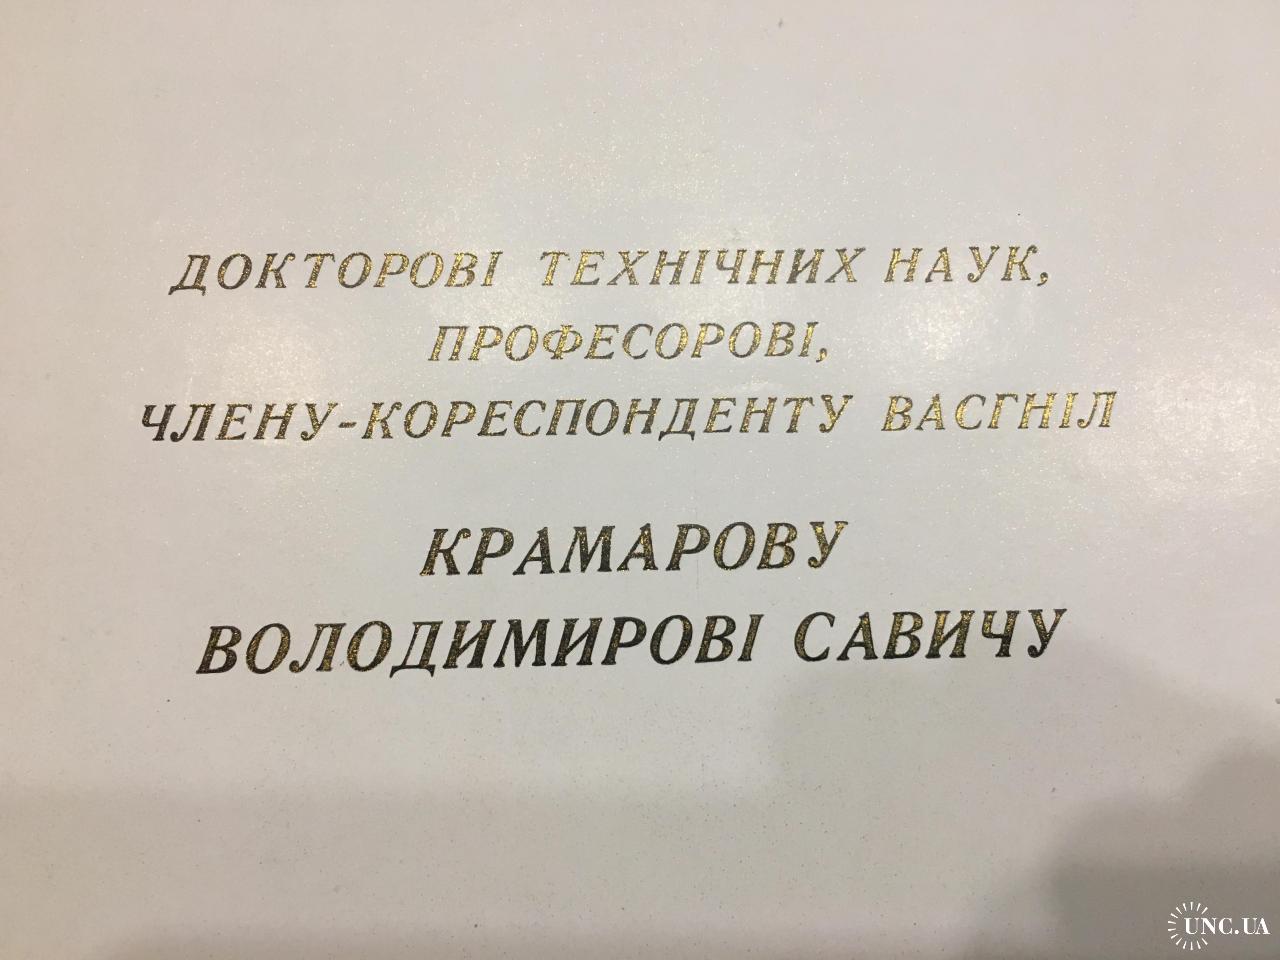 ДОКТОРОВІ ТЕХНІЧНИХ НАУК,
ПРОФЕСОРОВІ,
ЧЛЕНУ-КОРЕСПОНДЕНТУ ВАСГНІЛ
КРАМАРОВУ
ВОЛОДИМИРОВІ САВИЧУ
UNC.UA